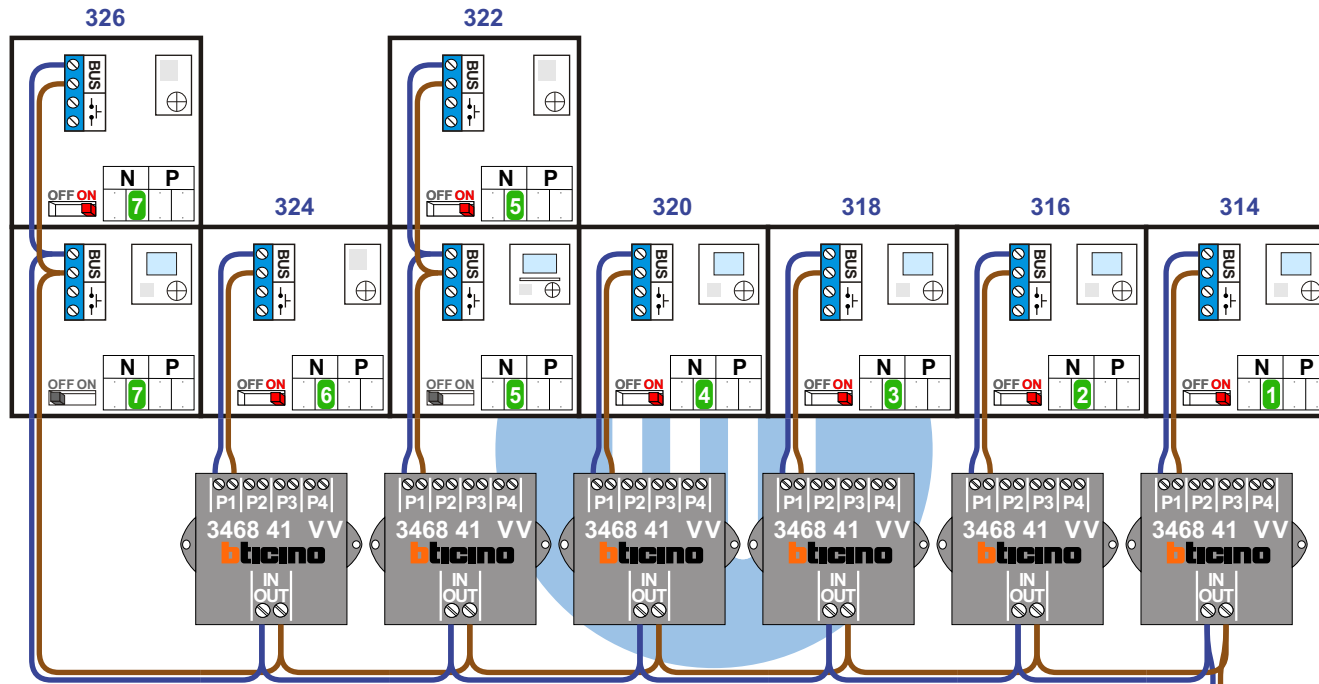 326 322
BUS BUS
N P N P
OFF ON 7 OFF ON 5
324 320 318 316 314
BUS BUS BUS BUS BUS BUS BUS
N P N P N P N P N P N P N P
OFF ON 7 OFF ON 6 OFF ON 5 OFF ON 4 OFF ON 3 OFF ON 2 OFF ON 1
P1 P2 P3 P4 P1 P2 P3 P4 P1 P2 P3 P4 P1 P2 P3 P4 P1 P2 P3 P4 P1 P2 P3 P4
3468 41 VV 3468 41 VV 3468 41 VV 3468 41 VV 3468 41 VV 3468 41 VV
bticino bticino bticino bticino bticino bticino
IN IN IN IN IN IN
OUT OUT OUT OUT OUT OUT